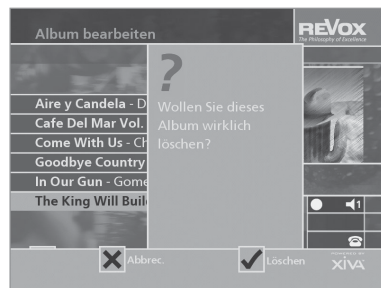 Album bearbeiten
REVOX
The Philosophy of Excellence
?
Wollen Sie dieses
Album wirklich
löschen?
Aire y Candela - D
Cafe Del Mar Vol.
Come With Us - Ch
Goodbye Country
In Our Gun - Gome
The King Will Buil
1
Abbrec.
Löschen
XiVA